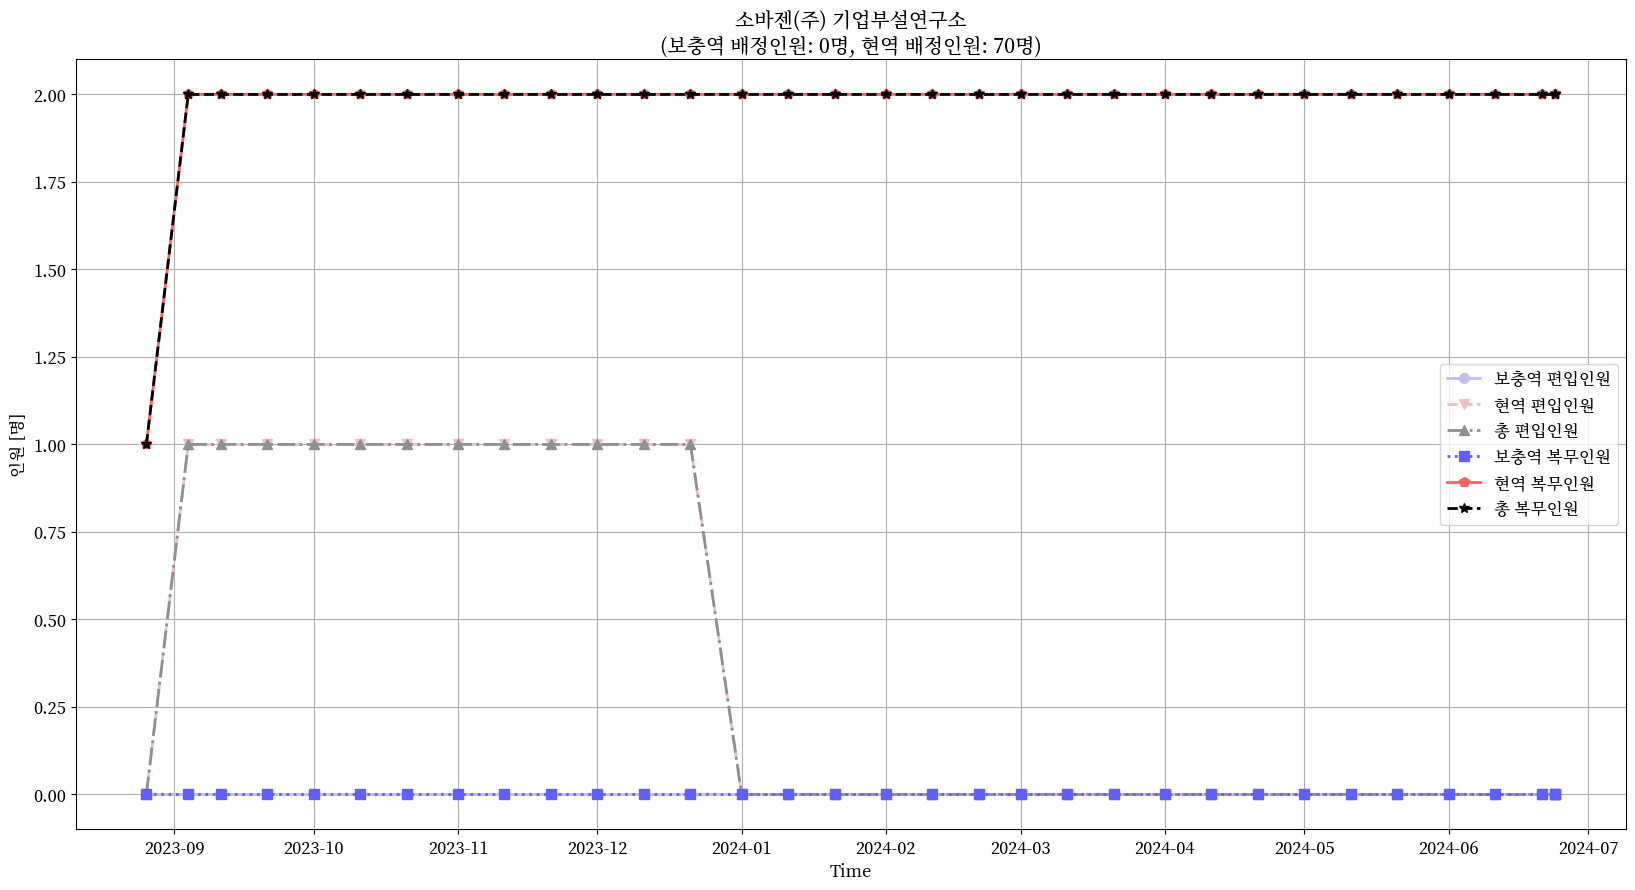 소바젠(주) 기업부설연구소
(보충역 배정인원: 0명, 현역 배정인원: 70명)
2.00
1.75
1.50
1.25
1.00
0.75
0.50
0.25
0.00
인원 [명]
보충역 편입인원
현역 편입인원
총 편입인원
보충역 복무인원
현역 복무인원
총 복무인원
2023-09
2023-10
2023-11
2023-12
2024-01
2024-02
2024-03
2024-04
2024-05
2024-06
2024-07
Time